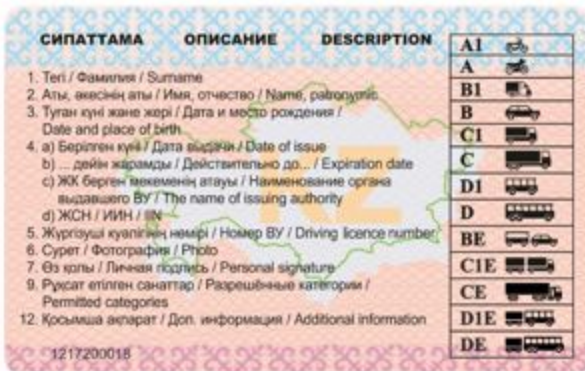 СИПАТТАМА ОПИСАНИЕ DESCRIPTION
1. Тегі / Фамилия / Surname
2. Аты, әкесінің аты / Имя, отчество / Name, patronymic
3. Туған күні және жері / Дата и место рождения /
Date and place of birth
4. a) Берілген күні / Дата выдачи / Date of issue
b) ... дейін жарамды / Действительно до... / Expiration date
c) ЖК берген мекеменің атауы / Наименование органа
выдавшего ВУ / The name of issuing authority
d) ЖСН / ИИН / IIN
5. Жүргізуші куәлігінің нөмірі / Номер ВУ / Driving licence number
6. Сурет / Фотография / Photo
7. Өз қолы / Личная подпись / Personal signature
9. Рұқсат етілген санаттар / Разрешённые категории /
Permitted categories
12. Қосымша ақпарат / Доп. информация / Additional information
1217200018
KZ
A1
A
B1
B
C1
C
D1
D
BE
C1E
CE
D1E
DE